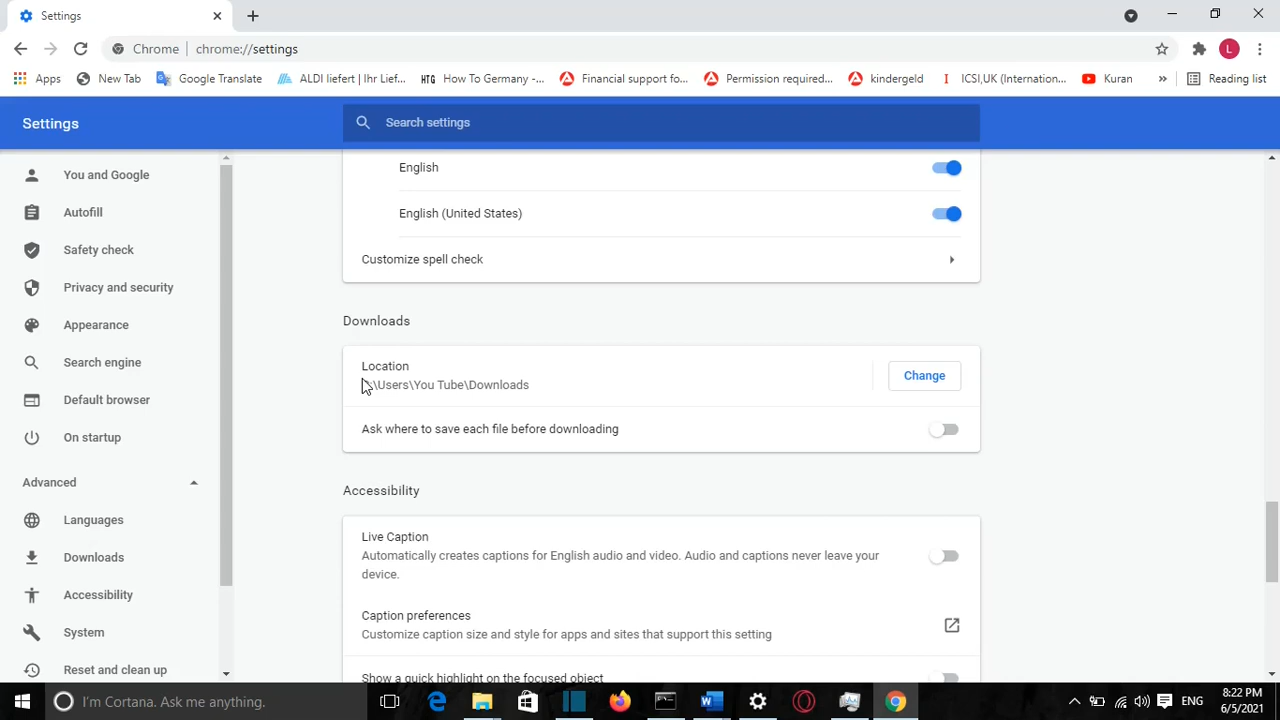 Settings
Chrome chrome://settings
Apps New Tab Google Translate ALDI liefert | Ihr Lief... HTG How To Germany -... Financial support fo... Permission required... kindergeld ICSI,UK (Internation... Kuran » Reading list
L
Settings
Search settings
You and Google
Autofill
Safety check
Privacy and security
Appearance
Search engine
Default browser
On startup
Advanced
Languages
Downloads
Accessibility
System
Reset and clean up
English
English (United States)
Customize spell check
Downloads
Location
\Users\You Tube\Downloads
Change
Ask where to save each file before downloading
Accessibility
Live Caption
Automatically creates captions for English audio and video. Audio and captions never leave your
device.
Caption preferences
Customize caption size and style for apps and sites that support this setting
Show a quick highlight on the focused object
I'm Cortana. Ask me anything.
ENG
8:22 PM
6/5/2021